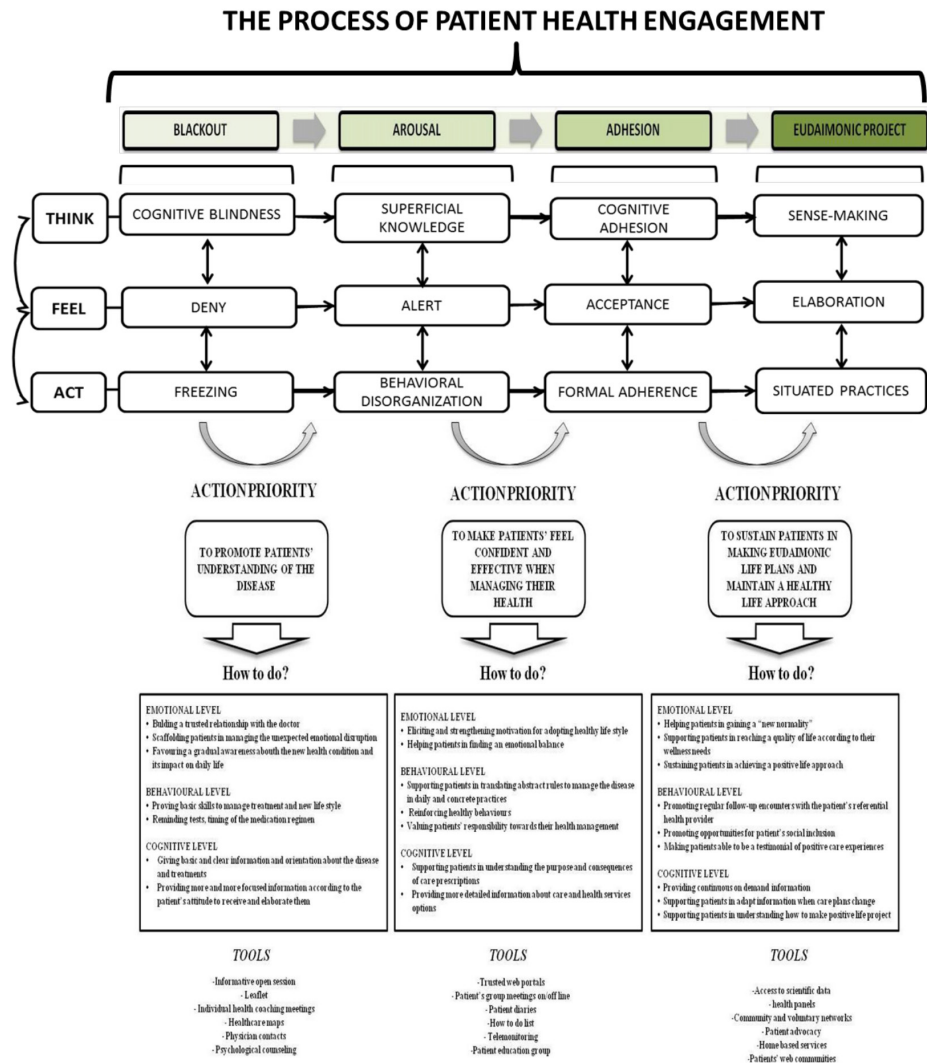 THE PROCESS OF PATIENT HEALTH ENGAGEMENT
BLACKOUT
AROUSAL
ADHESION
EUDAIMONIC PROJECT
THINK
COGNITIVE BLINDNESS
SUPERFICIAL
KNOWLEDGE
COGNITIVE
ADHESION
SENSE-MAKING
FEEL
DENY
ALERT
ACCEPTANCE
ELABORATION
ACT
FREEZING
BEHAVIORAL
DISORGANIZATION
FORMAL ADHERENCE
SITUATED PRACTICES
ACTION PRIORITY
TO PROMOTE PATIENTS'
UNDERSTANDING OF THE
DISEASE
How to do?
EMOTIONAL LEVEL
• Bulding a trusted relationship with the doctor
• Scaffolding patients in managing the unexpected emotional disruption
• Favouring a gradual awareness abouth the new health condition and
its impact on daily life
BEHAVIOURAL LEVEL
• Proving basic skills to manage treatment and new life style
• Reminding tests, timing of the medication regimen
COGNITIVE LEVEL
• Giving basic and clear information and orientation about the disease
and treatments
• Providing more and more focused information according to the
patient's attitude to receive and elaborate them
TOOLS
-Informative open session
- Leaflet
- Individual health coaching meetings
- Healthcare maps
- Physician contacts
- Psychological counseling
ACTION PRIORITY
TO MAKE PATIENTS' FEEL
CONFIDENT AND
EFFECTIVE WHEN
MANAGING THEIR
HEALTH
How to do?
EMOTIONAL LEVEL
• Eliciting and strengthening motivation for adopting healthy life style
• Helping patients in finding an emotional balance
BEHAVIOURAL LEVEL
• Supporting patients in translating abstract rules to manage the disease
in daily and concrete practices
• Reinforcing healthy behaviours
• Valuing patients' responsibility towards their health management
COGNITIVE LEVEL
• Supporting patients in understanding the purpose and consequences
of care prescriptions
• Providing more detailed information about care and health services
options
TOOLS
- Trusted web portals
- Patient's group meetings on/off line
- Patient diaries
- How to do list
- Telemonitoring
-Patient education group
ACTION PRIORITY
TO SUSTAIN PATIENTS IN
MAKING EUDAIMONIC
LIFE PLANS AND
MAINTAIN A HEALTHY
LIFE APPROACH
How to do?
EMOTIONAL LEVEL
• Helping patients in gaining a "new normality"
• Supporting patients in reaching a quality of life according to their
wellness needs
• Sustaining patients in achieving a positive life approach
BEHAVIOURAL LEVEL
• Promoting regular follow-up encounters with the patient's referential
health provider
• Promoting opportunities for patient's social inclusion
• Making patients able to be a testimonial of positive care experiences
COGNITIVE LEVEL
• Providing continuous on demand information
• Supporting patients in adapt information when care plans change
• Supporting patients in understanding how to make positive life project
TOOLS
-Access to scientific data
- health panels
-Community and voluntary networks
- Patient advocacy
-Home based services
-Patients' web communities